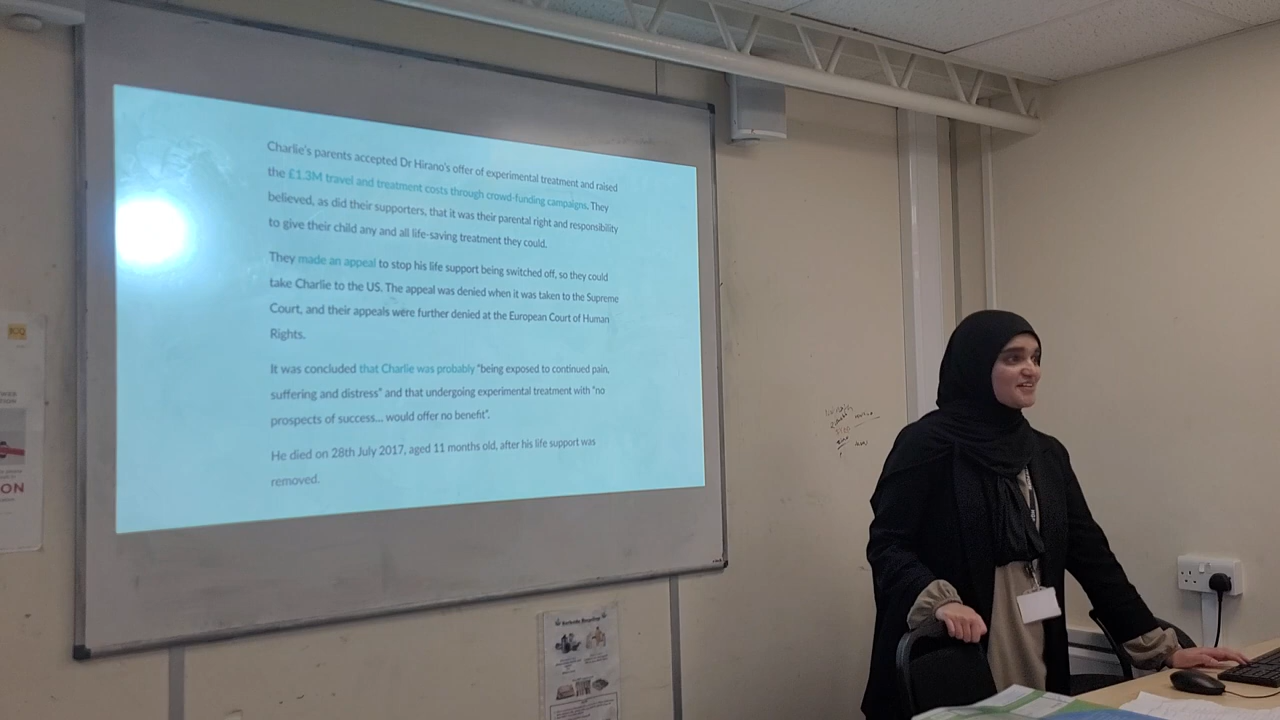 Charlie's parents accepted Dr Hirano's offer of experimental treatment and raised
the £1.3M travel and treatment costs through crowd-funding campaigns. They
believed, as did their supporters, that it was their parental right and responsibility
to give their child any and all life-saving treatment they could.
They made an appeal to stop his life support being switched off, so they could
take Charlie to the US. The appeal was denied when it was taken to the Supreme
Court, and their appeals were further denied at the European Court of Human
Rights.
It was concluded that Charlie was probably "being exposed to continued pain,
suffering and distress" and that undergoing experimental treatment with "no
prospects of success... would offer no benefit".
He died on 28th July 2017, aged 11 months old, after his life support was
removed.
ON
Recycling